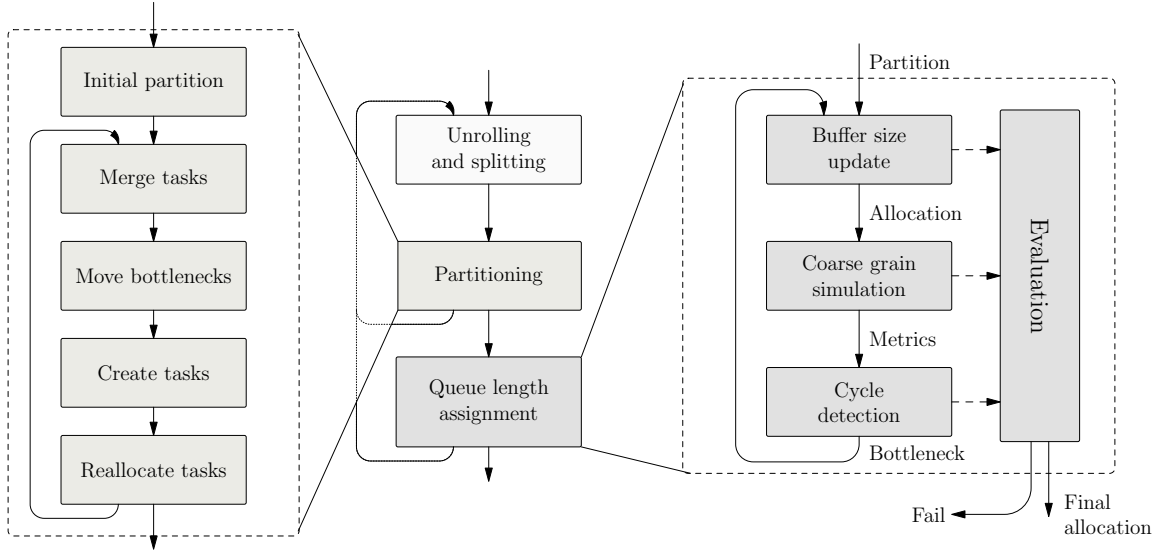 Initial partition
Merge tasks
Move bottlenecks
Create tasks
Reallocate tasks
Unrolling
and splitting
Partitioning
Queue length
assignment
Partition
Buffer size
update
Allocation
Coarse grain
simulation
Metrics
Cycle
detection
Bottleneck
Evaluation
Fail
Final
allocation